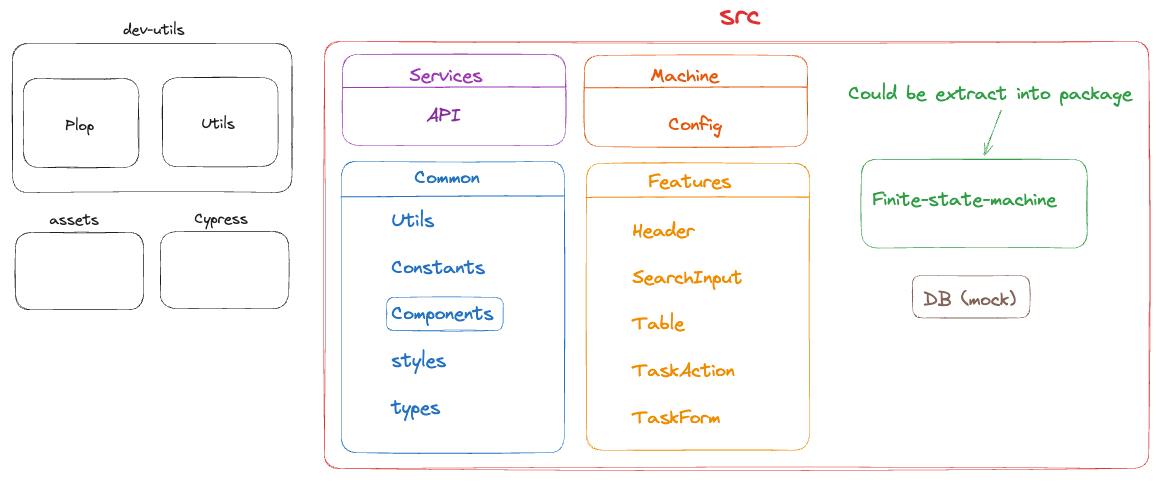 src
dev-utils
Plop
Utils
assets
Cypress
Services
API
Machine
Config
Common
Utils
Constants
Components
styles
types
Features
Header
SearchInput
Table
TaskAction
TaskForm
Could be extract into package
Finite-state-machine
DB (mock)